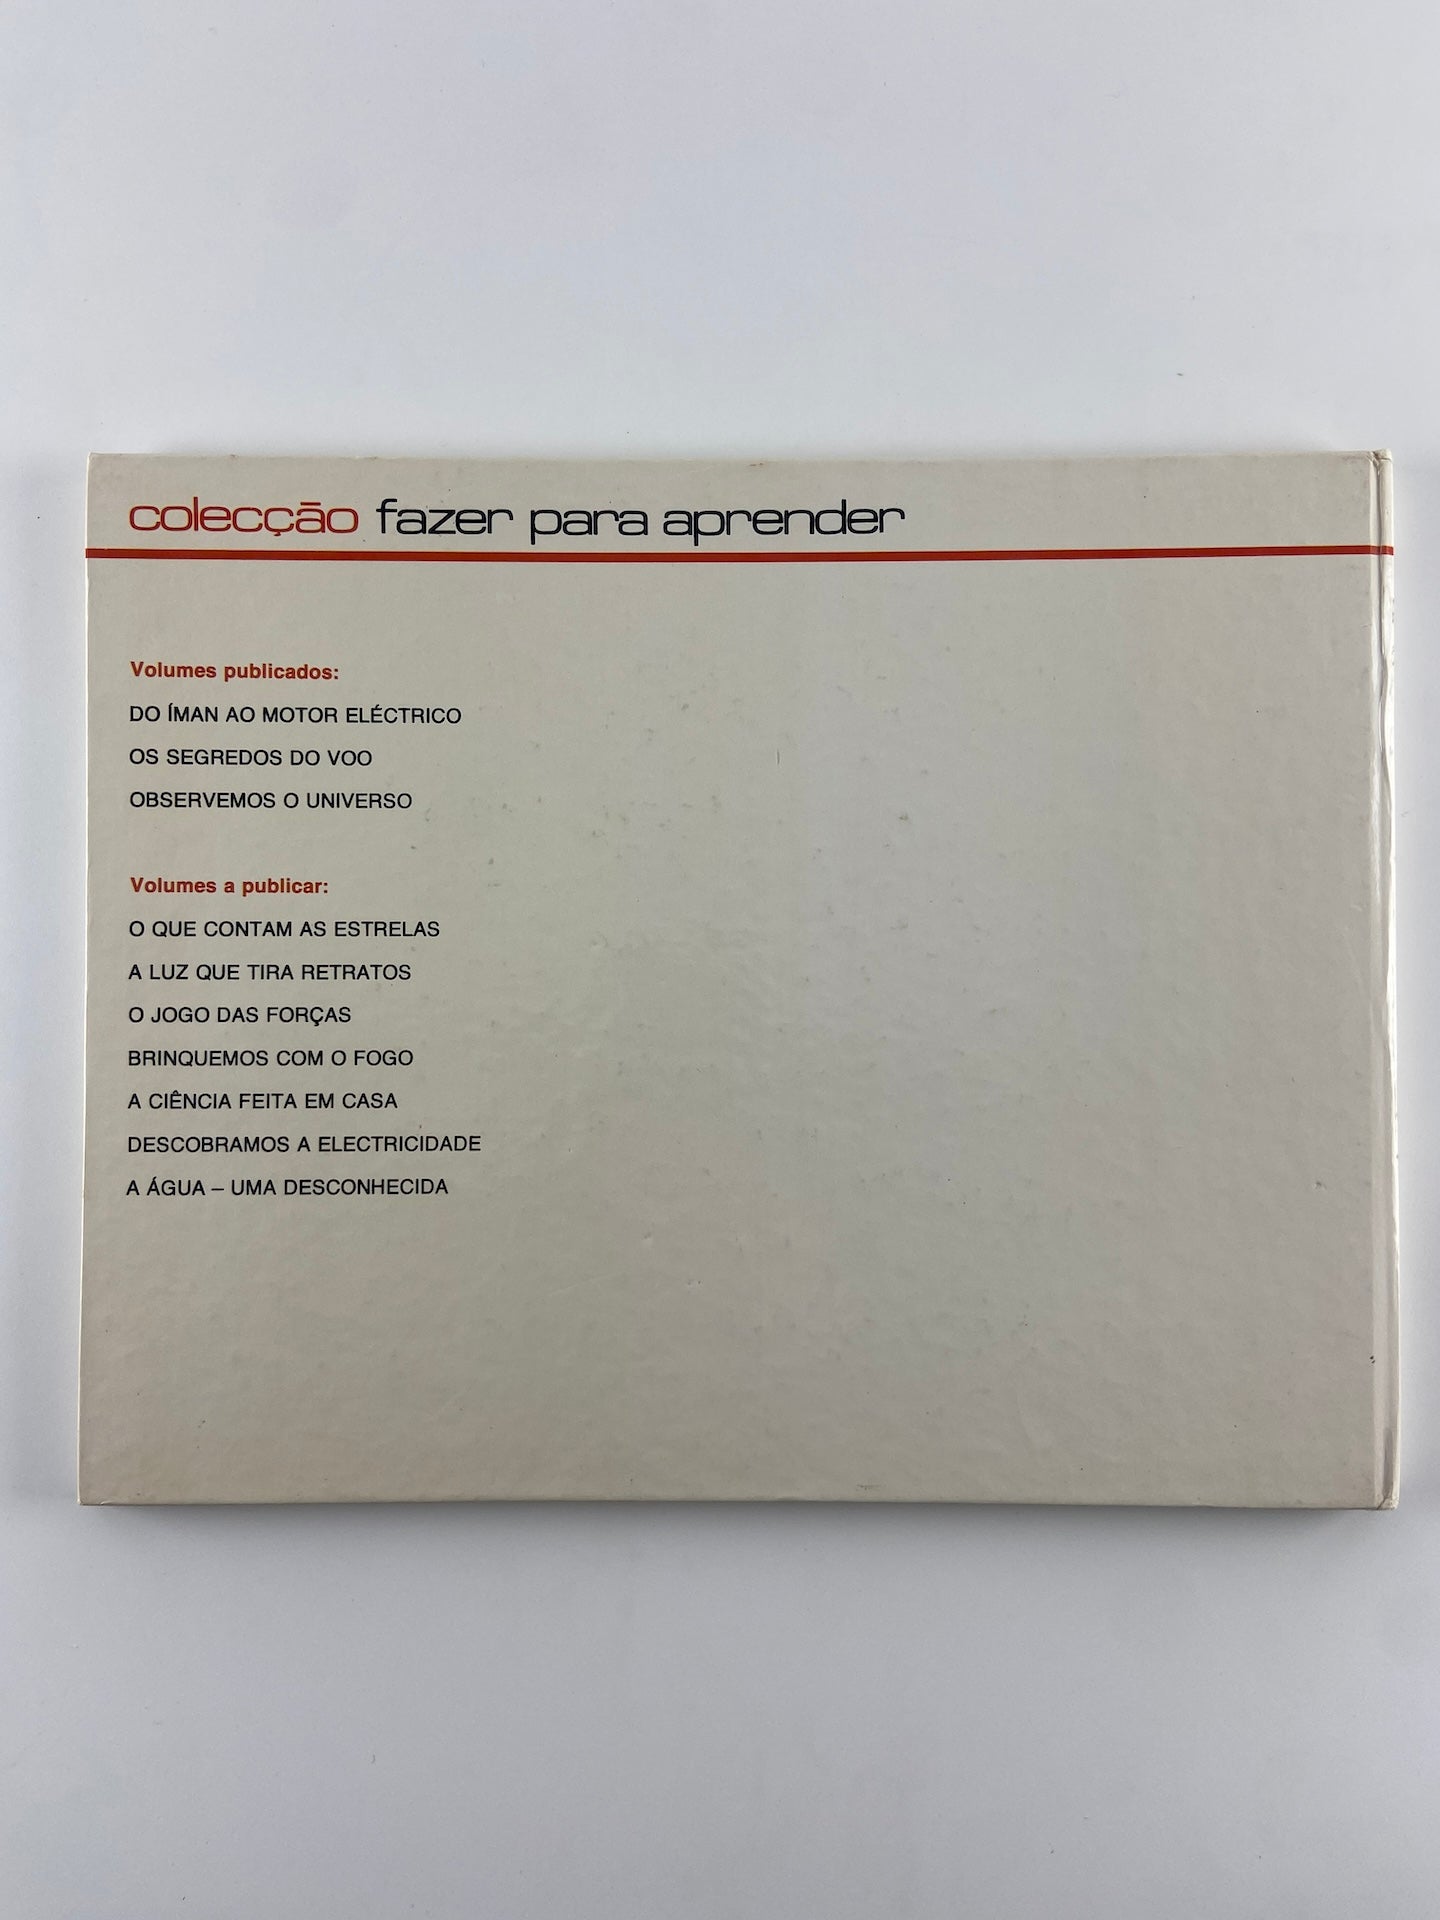 colecção fazer para aprender
Volumes publicados:
DO ÍMAN AO MOTOR ELÉCTRICO
OS SEGREDOS DO VOO
OBSERVEMOS O UNIVERSO
Volumes a publicar:
O QUE CONTAM AS ESTRELAS
A LUZ QUE TIRA RETRATOS
O JOGO DAS FORÇAS
BRINQUEMOS COM O FOGO
A CIÊNCIA FEITA EM CASA
DESCOBRAMOS A ELECTRICIDADE
A ÁGUA – UMA DESCONHECIDA